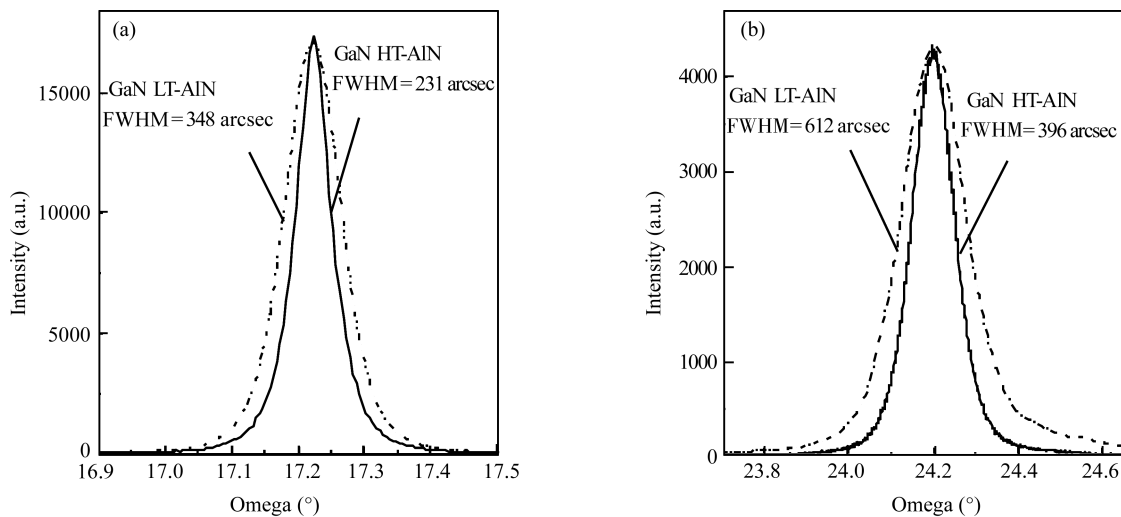 (a)
GaN HT-AlN
FWHM=231 arcsec
GaN LT-AlN
FWHM=348 arcsec
Intensity (a.u.)
15000
10000
5000
0
16.9 17.0 17.1 17.2 17.3 17.4 17.5
Omega (°)
(b)
GaN LT-AlN
FWHM=612 arcsec
GaN HT-AlN
FWHM=396 arcsec
Intensity (a.u.)
4000
3000
2000
1000
0
23.8 24.0 24.2 24.4 24.6
Omega (°)